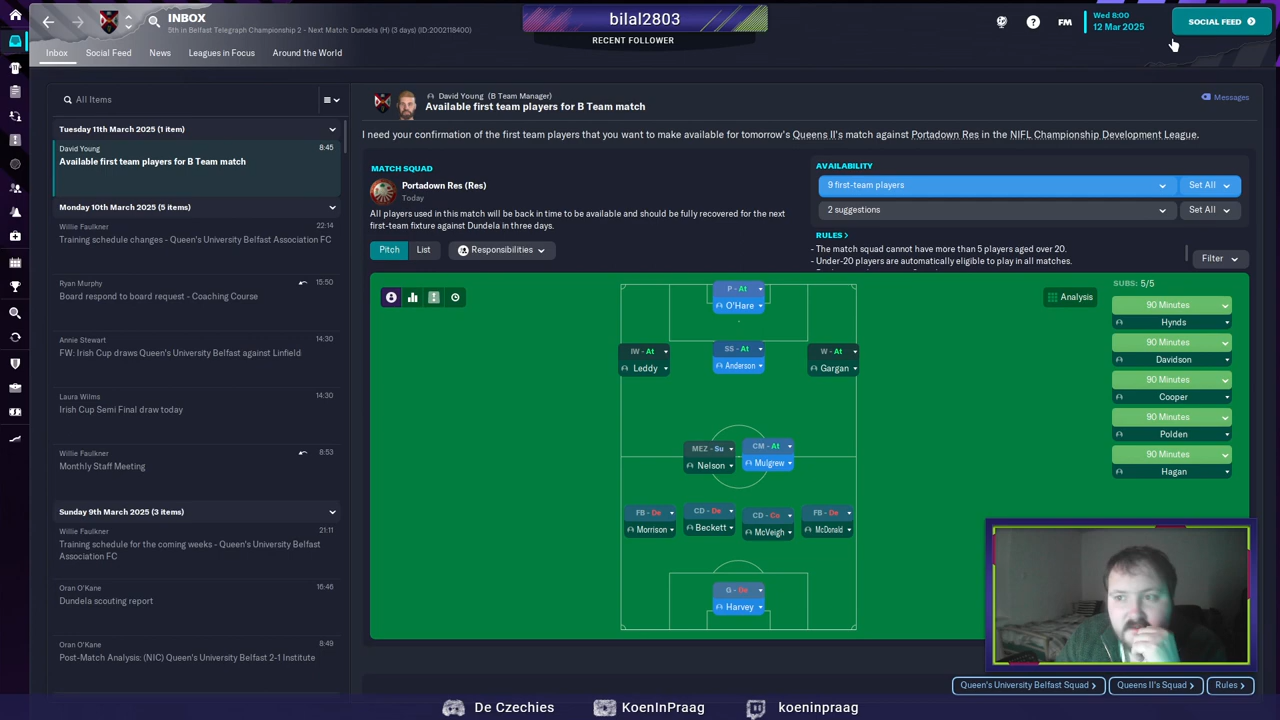 INBOX
5th in Belfast Telegraph Championship 2 - Next Match: Dundela (H) (3 days) (ID:2002118400)
bilal2803
RECENT FOLLOWER
FM
Wed 8:00
12 Mar 2025
SOCIAL FEED
Inbox
Social Feed
News
Leagues in Focus
Around the World
All Items
Tuesday 11th March 2025 (1 item)
David Young
8:45
Available first team players for B Team match
Monday 10th March 2025 (5 items)
Willie Faulkner
22:14
Training schedule changes - Queen's University Belfast Association FC
Ryan Murphy
15:50
Board respond to board request - Coaching Course
Annie Stewart
14:30
FW: Irish Cup draws Queen's University Belfast against Linfield
Laura Wilms
14:30
Irish Cup Semi Final draw today
Willie Faulkner
8:53
Monthly Staff Meeting
Sunday 9th March 2025 (3 items)
Willie Faulkner
21:11
Training schedule for the coming weeks - Queen's University Belfast
Association FC
Oran O'Kane
16:46
Dundela scouting report
Oran O'Kane
8:49
Post-Match Analysis: (NIC) Queen's University Belfast 2-1 Institute
David Young (B Team Manager)
Available first team players for B Team match
Messages
I need your confirmation of the first team players that you want to make available for tomorrow's Queens II's match against Portadown Res in the NIFL Championship Development League.
MATCH SQUAD
Portadown Res (Res)
Today
All players used in this match will be back in time to be available and should be fully recovered for the next
first-team fixture against Dundela in three days.
AVAILABILITY
9 first-team players
Set All
2 suggestions
Set All
RULES
- The match squad cannot have more than 5 players aged over 20.
- Under-20 players are automatically eligible to play in all matches.
Pitch
List
Responsibilities
Filter
P - At
O'Hare
IW - At
Leddy
SS - At
Anderson
W - At
Gargan
MEZ - Su
Nelson
CM - At
Mulgrew
FB - De
Morrison
CD - De
Beckett
CD - De
McVeigh
FB - De
McDonald
G - De
Harvey
Analysis
SUBS: 5/5
90 Minutes
Hynds
90 Minutes
Davidson
90 Minutes
Cooper
90 Minutes
Polden
90 Minutes
Hagan
Queen's University Belfast Squad
Queens II's Squad
Rules
De Czechies
KoenInPraag
koeninpraag